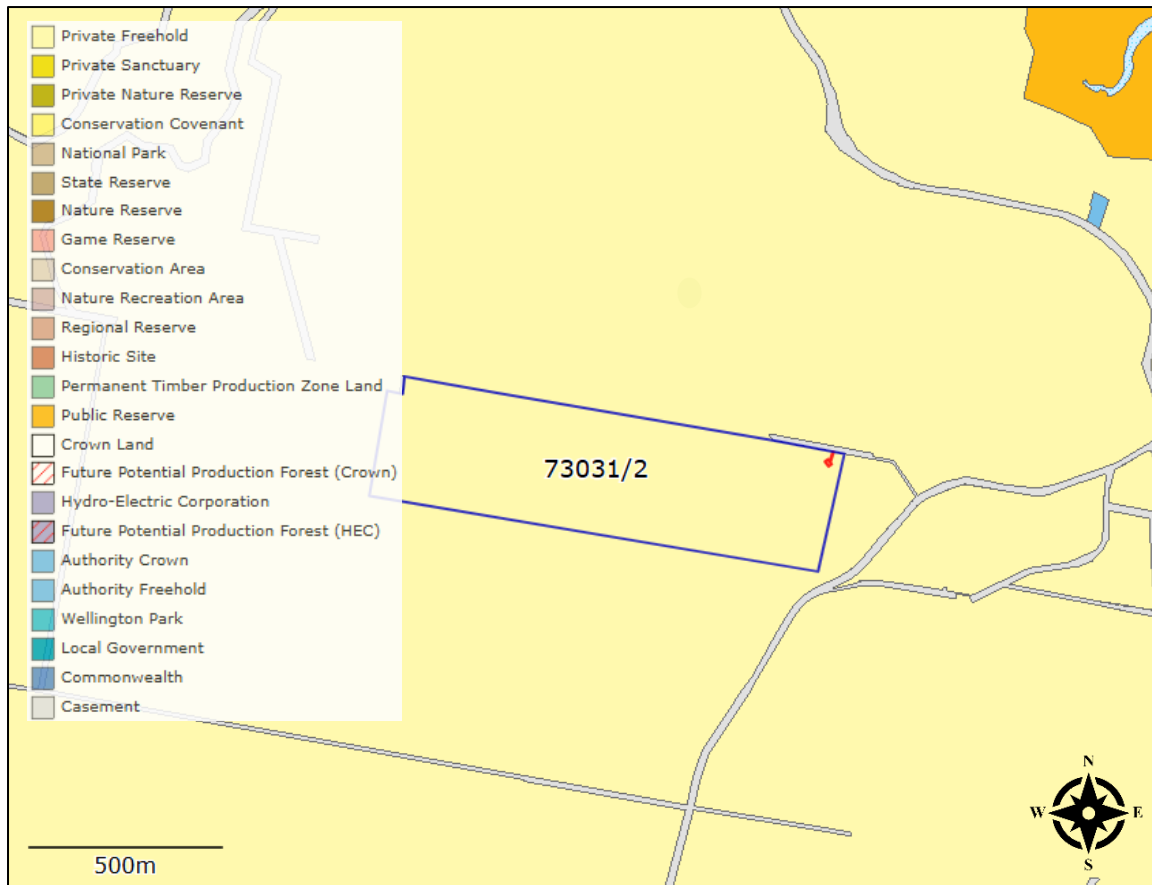 Private Freehold
Private Sanctuary
Private Nature Reserve
Conservation Covenant
National Park
State Reserve
Nature Reserve
Game Reserve
Conservation Area
Nature Recreation Area
Regional Reserve
Historic Site
Permanent Timber Production Zone Land
Public Reserve
Crown Land
Future Potential Production Forest (Crown)
Hydro-Electric Corporation
Future Potential Production Forest (HEC)
Authority Crown
Authority Freehold
Wellington Park
Local Government
Commonwealth
Casement
73031/2
500m
N
W E
S